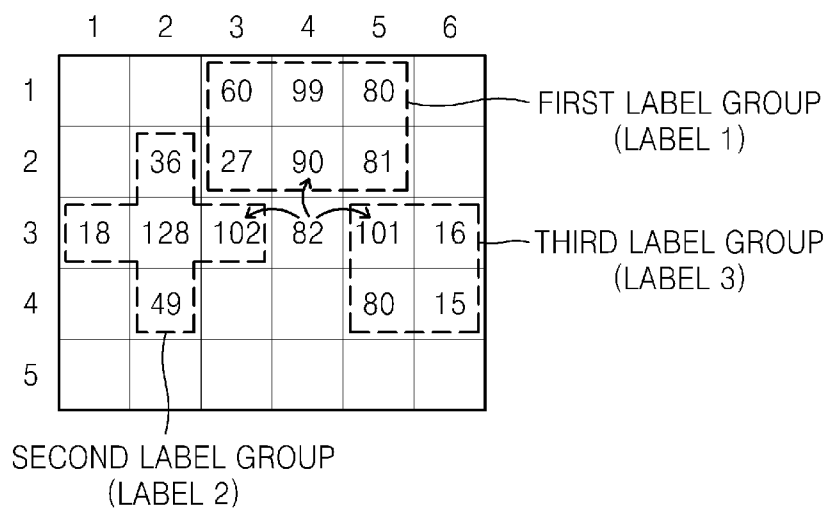 1 2 3 4 5 6
1 60 99 80
FIRST LABEL GROUP
(LABEL 1)
2 36 27 90 81
3 18 128 102 82 101 16
THIRD LABEL GROUP
(LABEL 3)
4 49 80 15
5
SECOND LABEL GROUP
(LABEL 2)